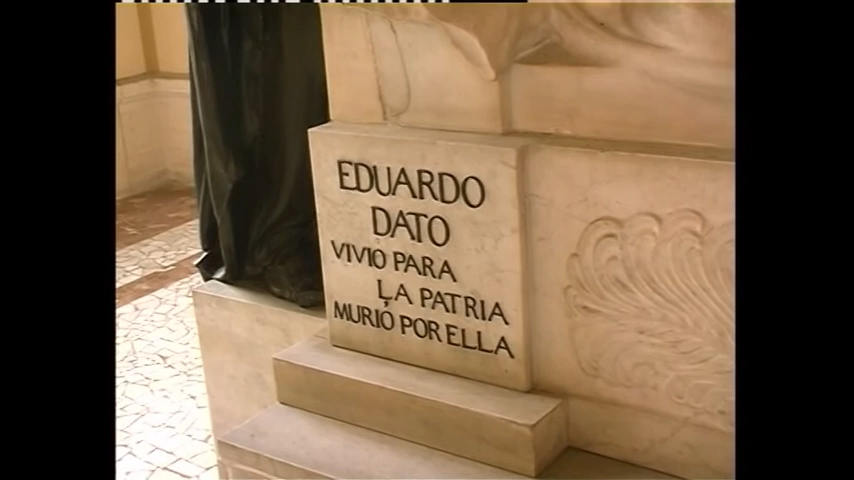 EDUARDO
DATO
VIVIO PARA
LA PATRIA
MURIÓ POR ELLA